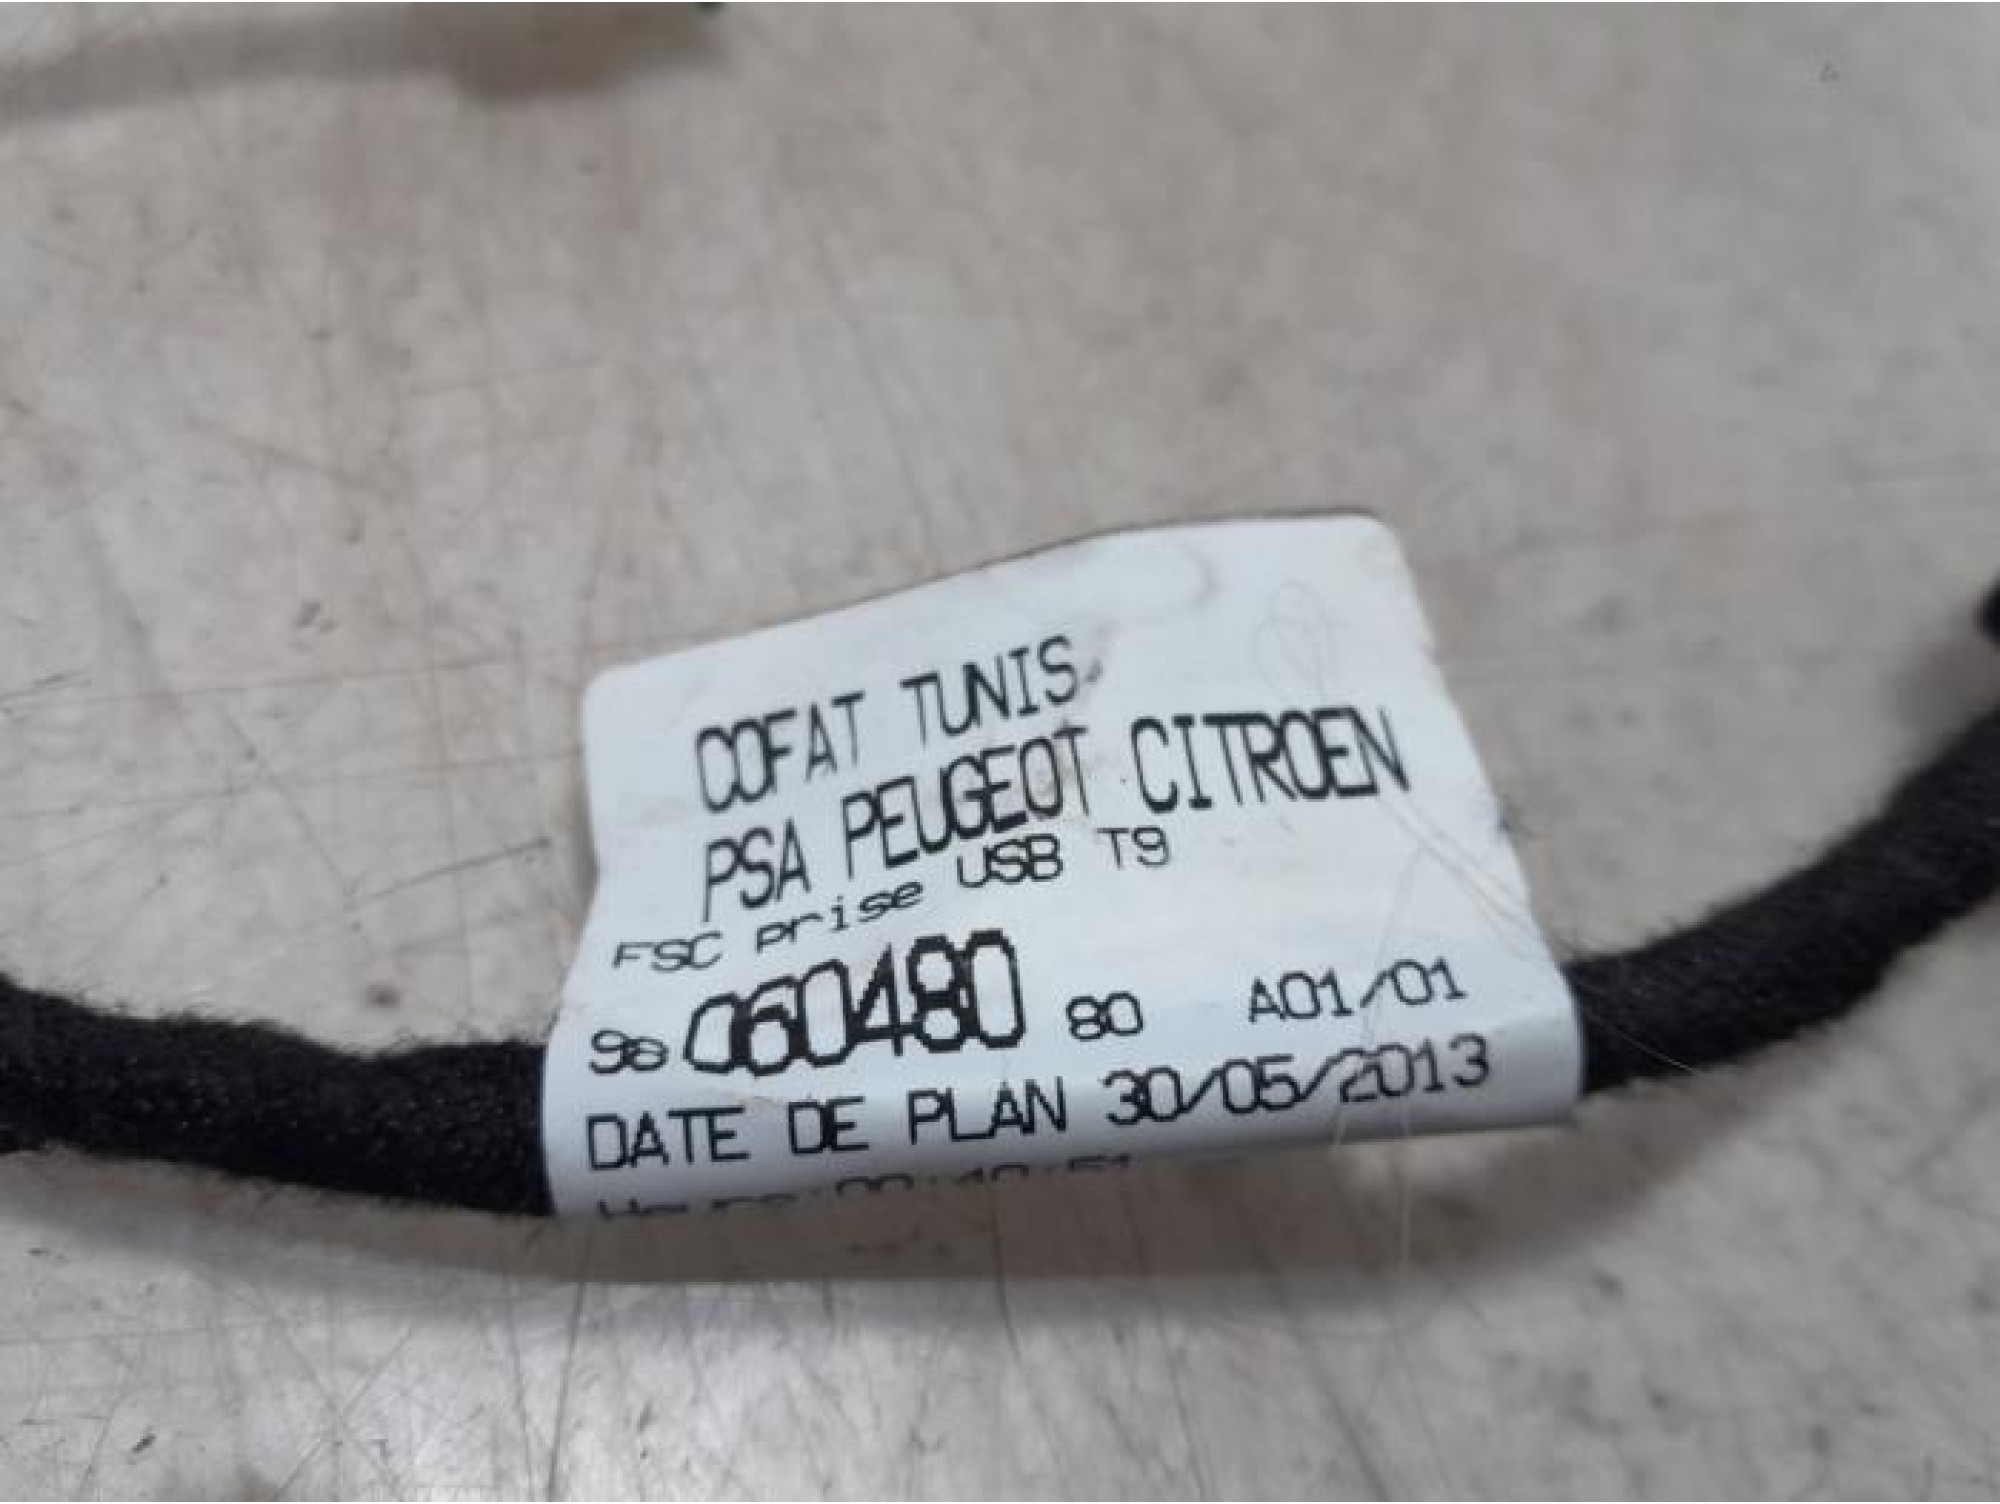 COFAT TUNIS
PSA PEUGEOT CITROEN
FSC prise USB T9
98 060480 80 A01/01
DATE DE PLAN 30/05/2013